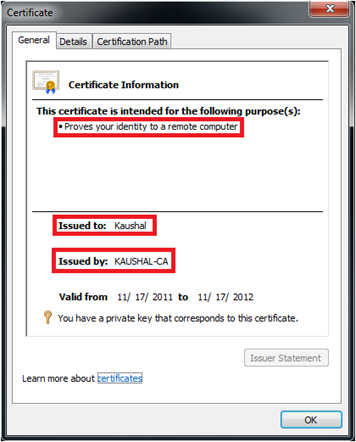 Certificate
General Details Certification Path
Certificate Information
This certificate is intended for the following purpose(s):
• Proves your identity to a remote computer
Issued to: Kaushal
Issued by: KAUSHAL-CA
Valid from 11/ 17/ 2011 to 11/ 17/ 2012
You have a private key that corresponds to this certificate.
Issuer Statement
Learn more about certificates
OK